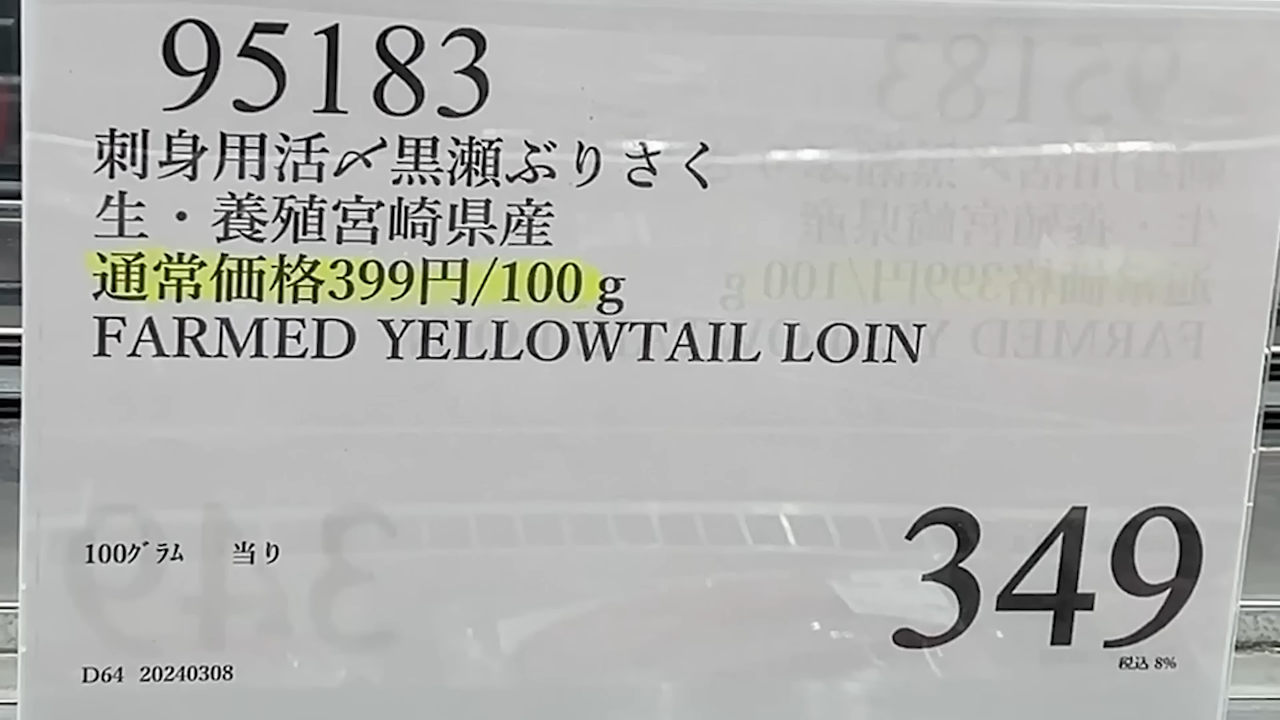 95183
刺身用活〆黒瀬ぶりさく
生・養殖宮崎県産
通常価格399円/100 g
FARMED YELLOWTAIL LOIN
100グラム 当り
349
税込 8%
D64 20240308